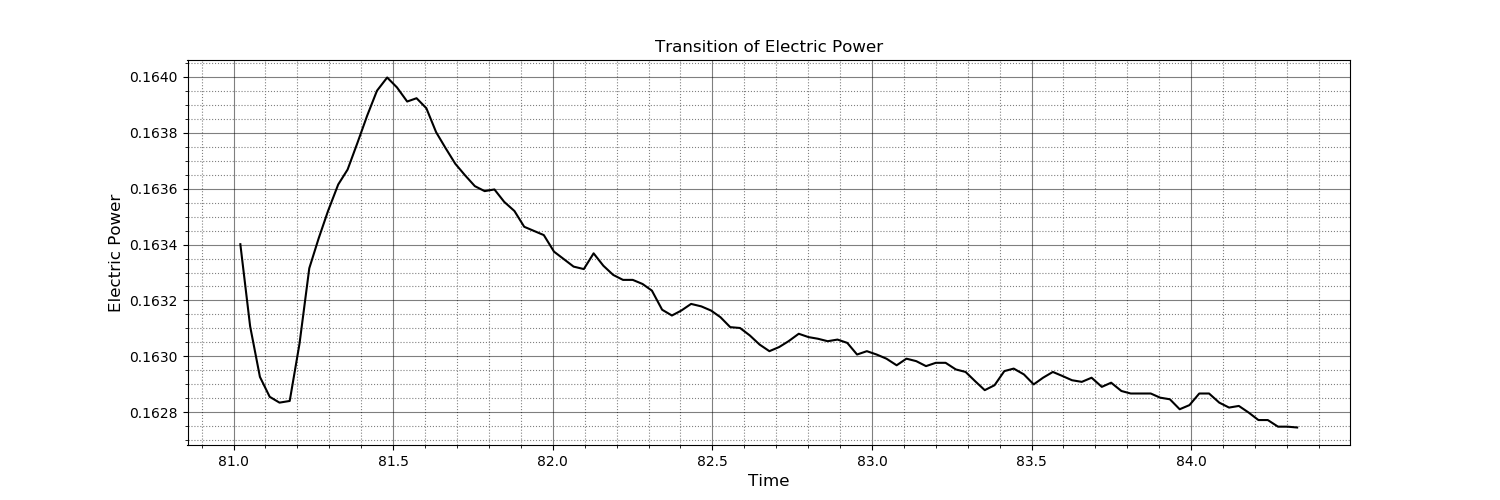 Transition of Electric Power
Electric Power
0.1640
0.1638
0.1636
0.1634
0.1632
0.1630
0.1628
81.0 81.5 82.0 82.5 83.0 83.5 84.0
Time